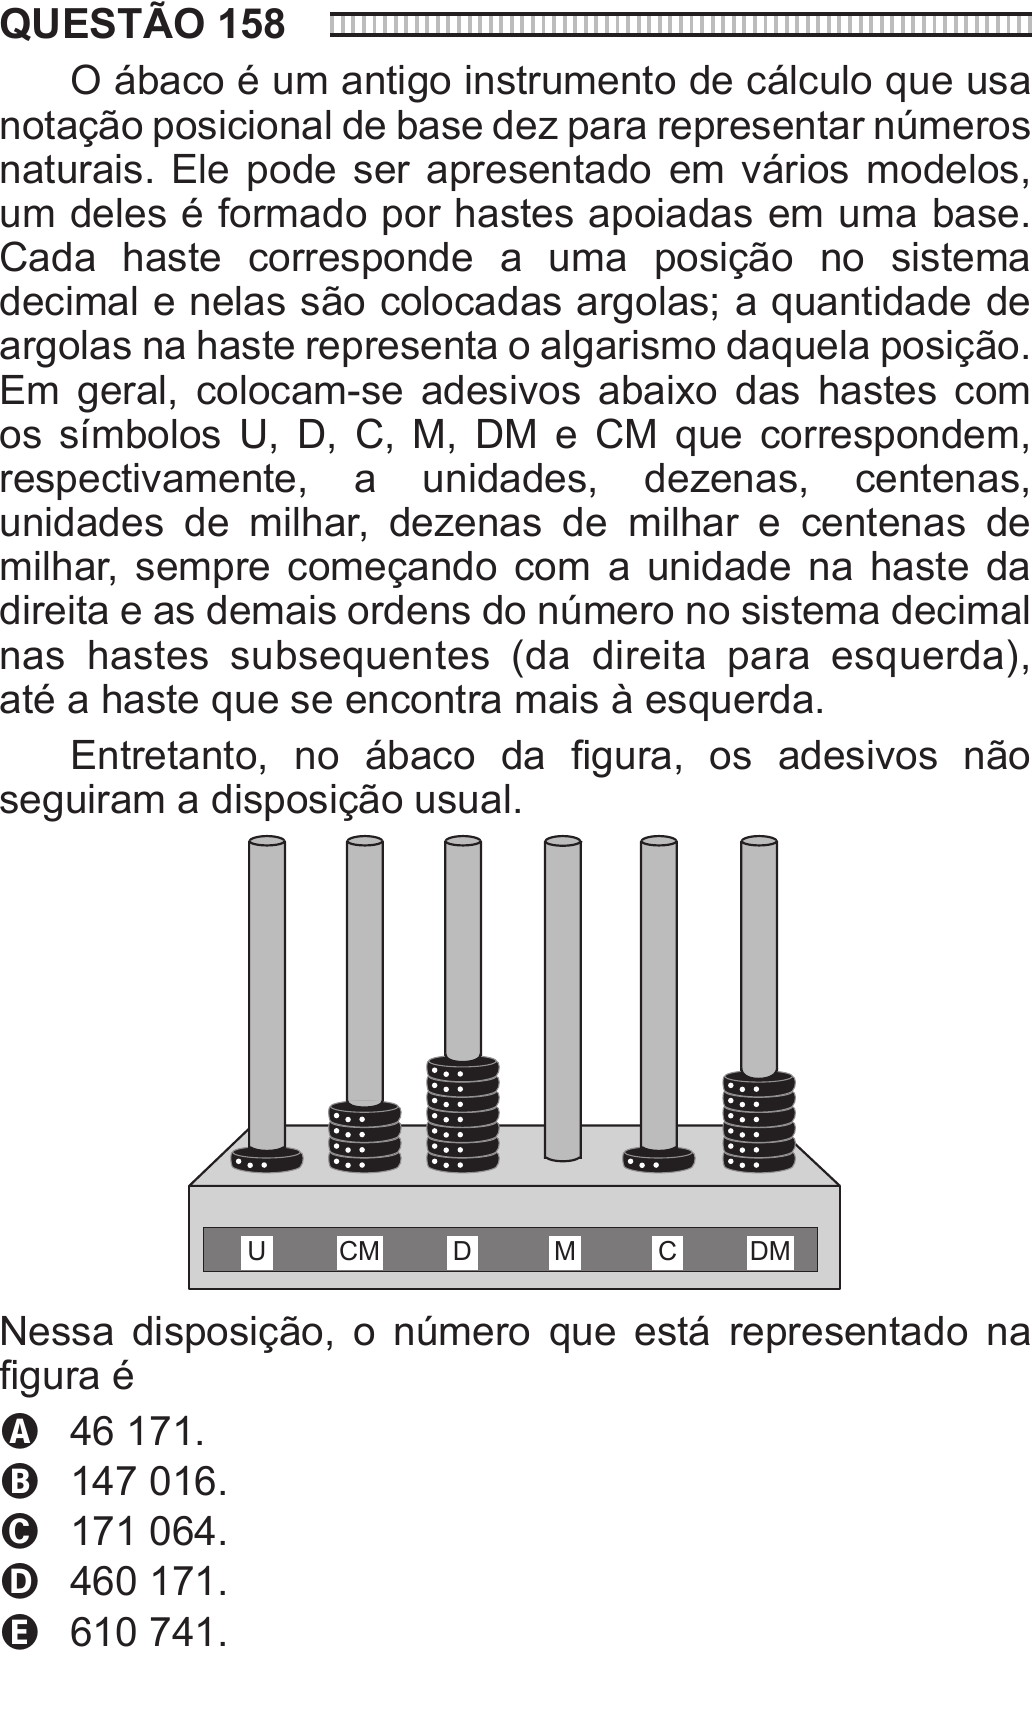 QUESTÃO 158
O ábaco é um antigo instrumento de cálculo que usa
notação posicional de base dez para representar números
naturais. Ele pode ser apresentado em vários modelos,
um deles é formado por hastes apoiadas em uma base.
Cada haste corresponde a uma posição no sistema
decimal e nelas são colocadas argolas; a quantidade de
argolas na haste representa o algarismo daquela posição.
Em geral, colocam-se adesivos abaixo das hastes com
os símbolos U, D, C, M, DM e CM que correspondem,
respectivamente, a unidades, dezenas, centenas,
unidades de milhar, dezenas de milhar e centenas de
milhar, sempre começando com a unidade na haste da
direita e as demais ordens do número no sistema decimal
nas hastes subsequentes (da direita para esquerda),
até a haste que se encontra mais à esquerda.
Entretanto, no ábaco da figura, os adesivos não
seguiram a disposição usual.
U CM D M C DM
Nessa disposição, o número que está representado na
figura é
A 46 171.
B 147 016.
C 171 064.
D 460 171.
E 610 741.